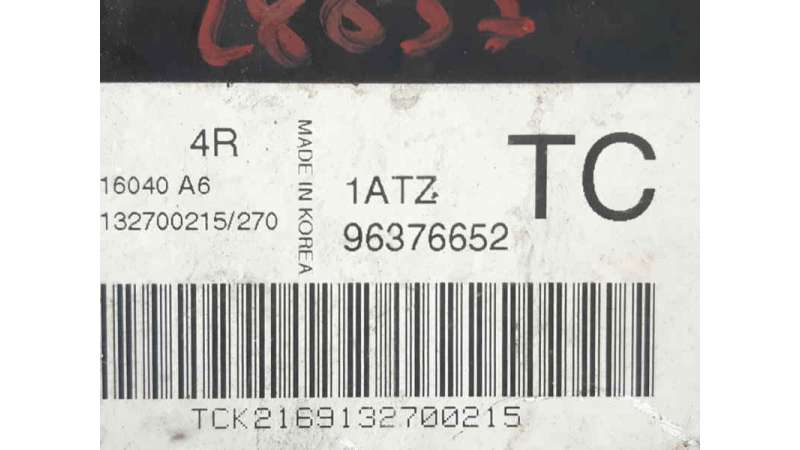 4R
TC
16040 A6
1ATZ
132700215/270
96376652
MADE IN KOREA
TCK2169132700215